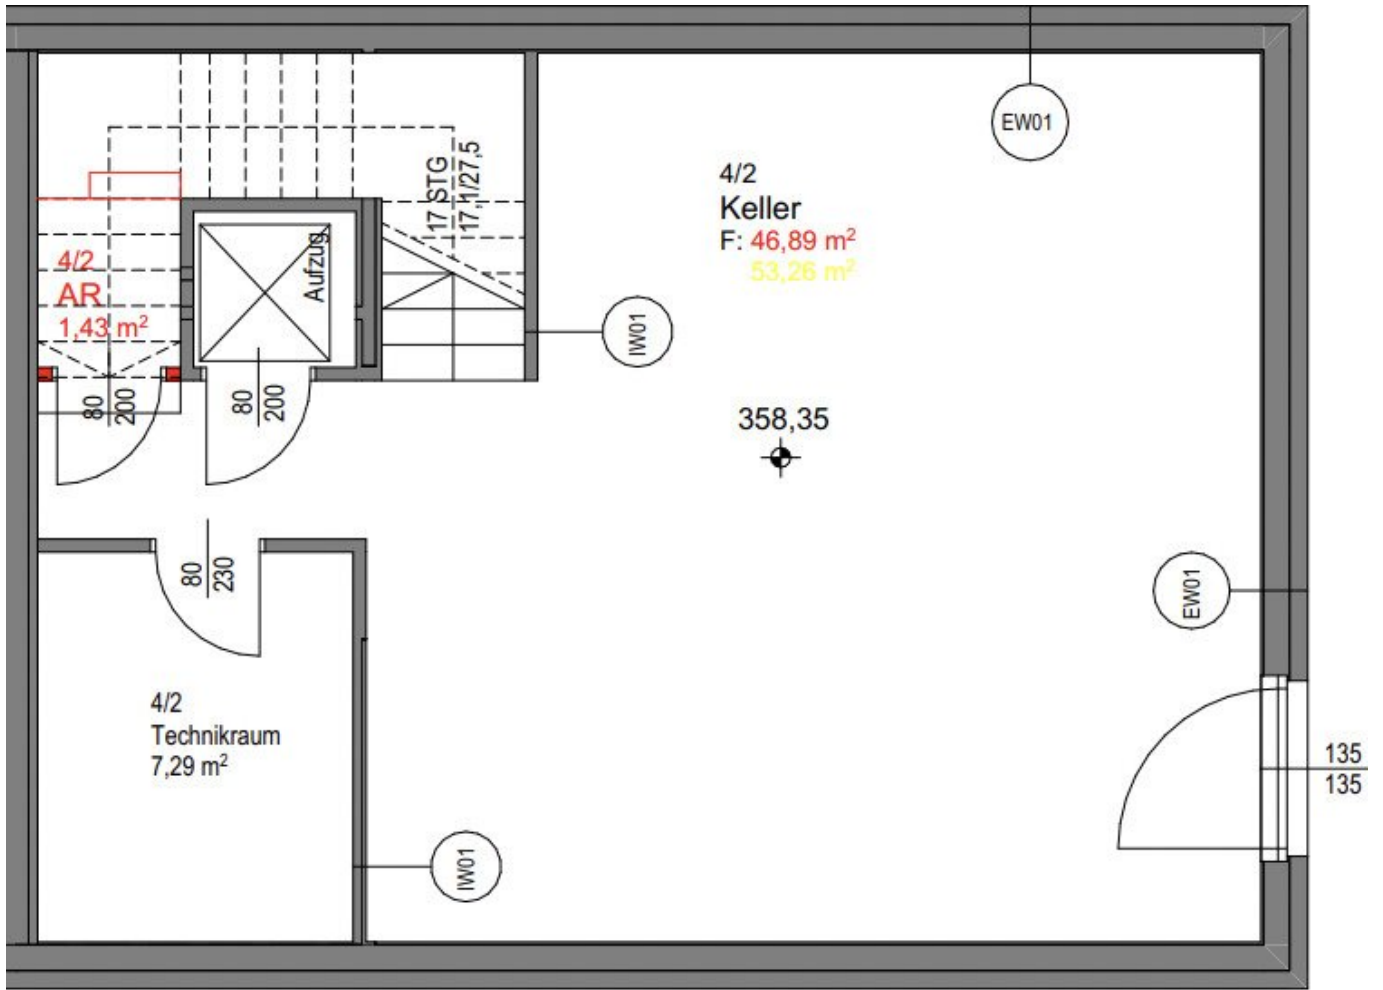 EW01
17 STG
17,1/27,5
4/2
Keller
F: 46,89 m²
53,26 m²
4/2
AR
1,43 m²
Aufzug
IW01
80
200
80
200
358,35
80
230
EW01
4/2
Technikraum
7,29 m²
135
135
IW01